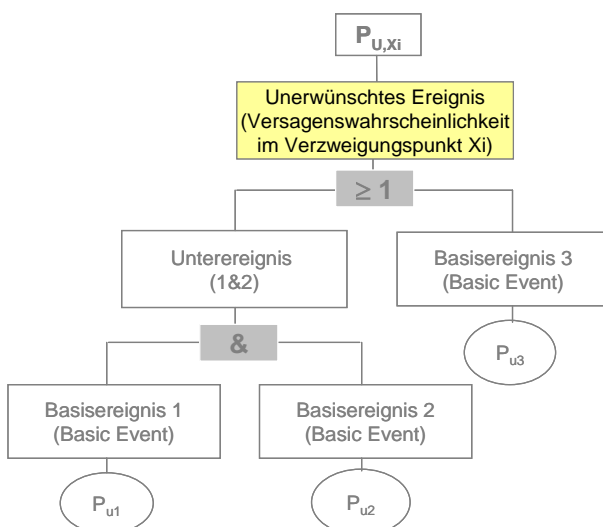 P_U,Xi
Unerwünschtes Ereignis
(Versagenswahrscheinlichkeit
im Verzweigungspunkt Xi)
≥ 1
Unterereignis
(1&2)
Basisereignis 3
(Basic Event)
&
P_u3
Basisereignis 1
(Basic Event)
Basisereignis 2
(Basic Event)
P_u1
P_u2